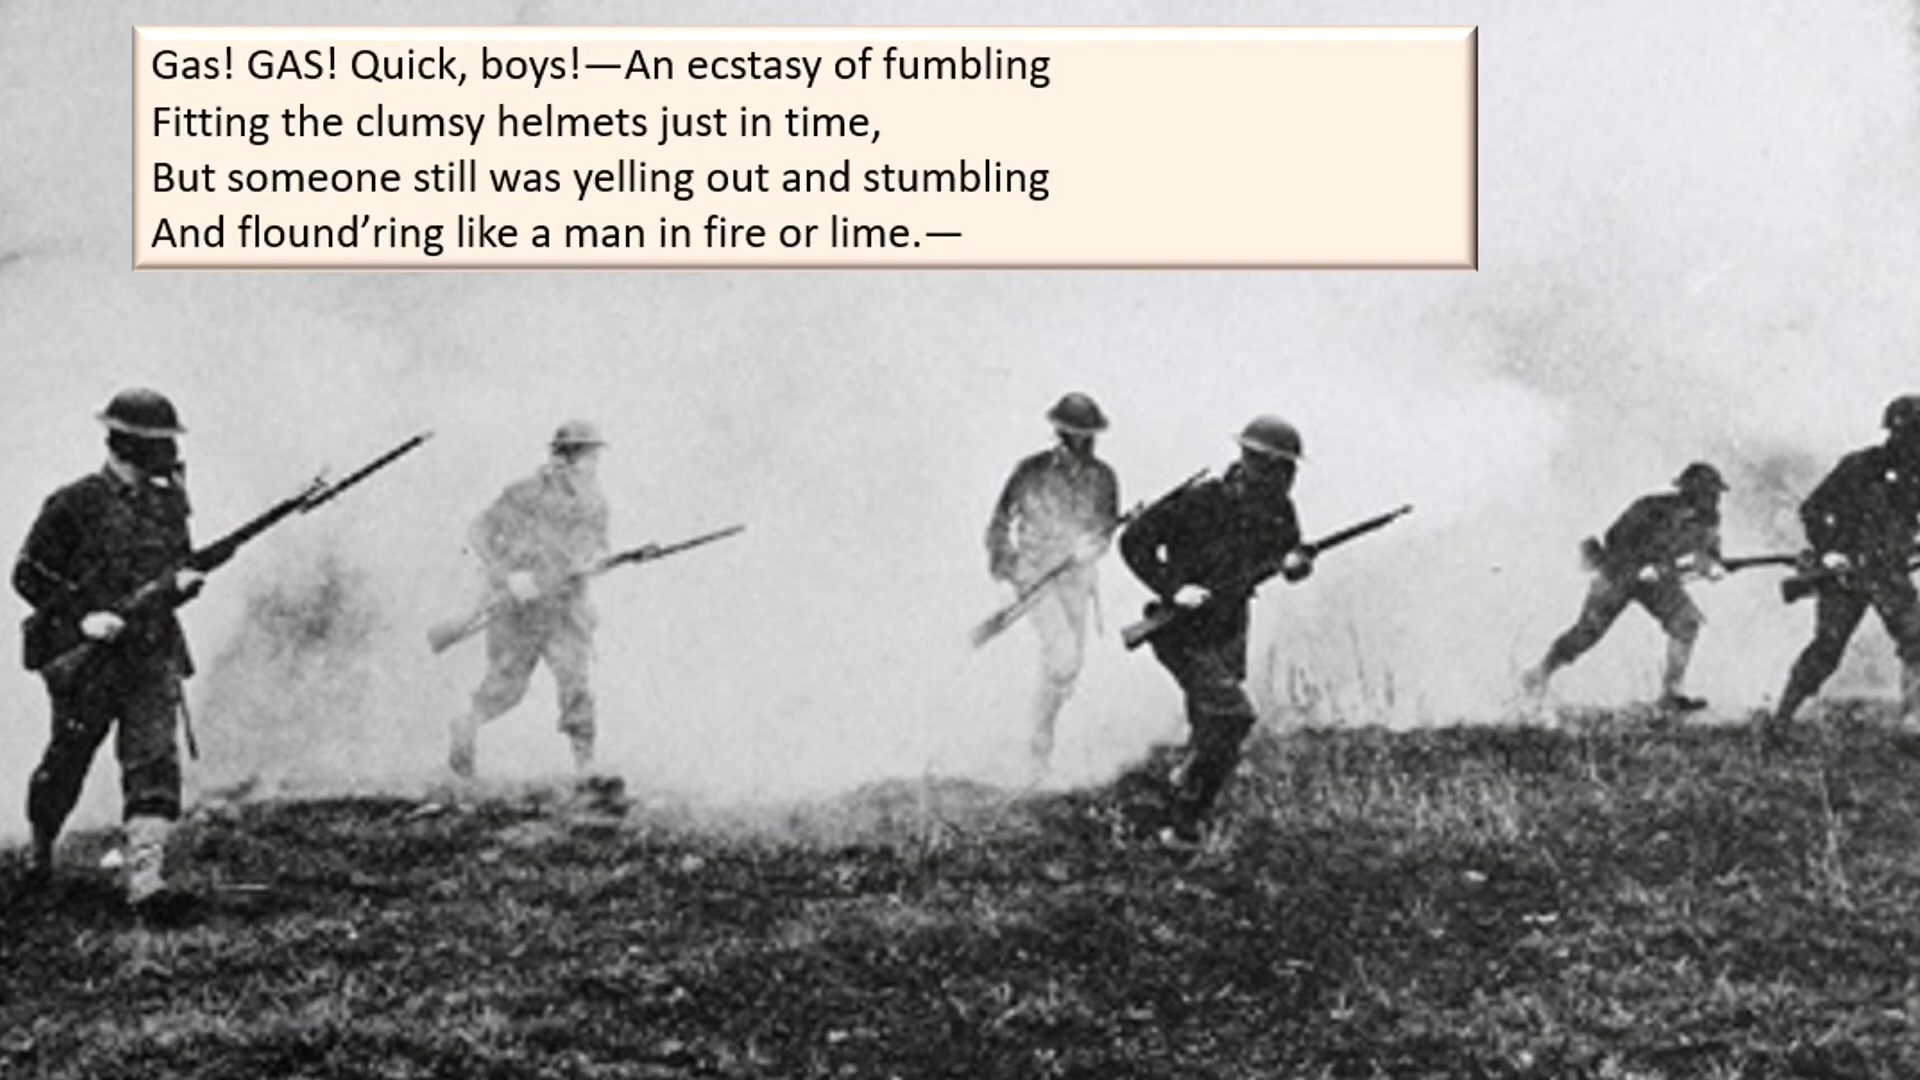 Gas! GAS! Quick, boys!—An ecstasy of fumbling
Fitting the clumsy helmets just in time,
But someone still was yelling out and stumbling
And flound’ring like a man in fire or lime.—